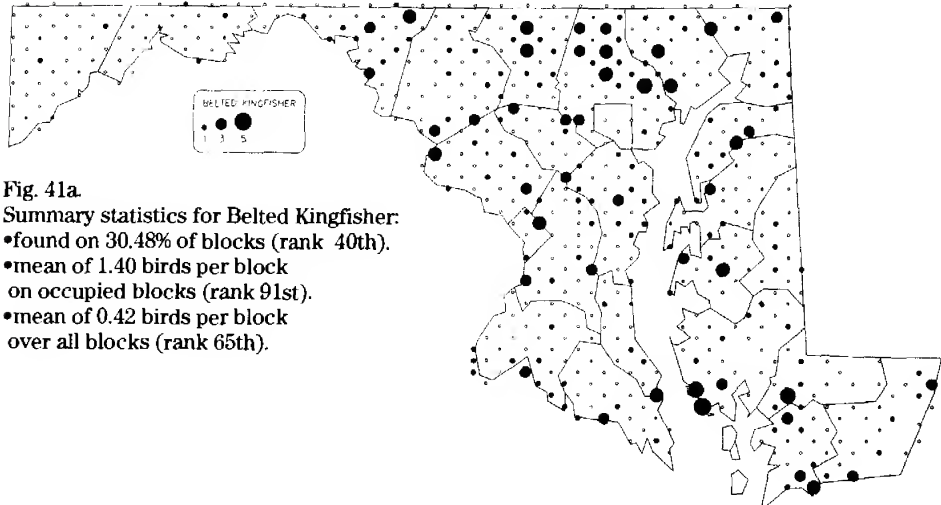 BELTED KINGFISHER
1 3 5
Fig. 41a.
Summary statistics for Belted Kingfisher:
•found on 30.48% of blocks (rank 40th).
•mean of 1.40 birds per block
on occupied blocks (rank 91st).
•mean of 0.42 birds per block
over all blocks (rank 65th).